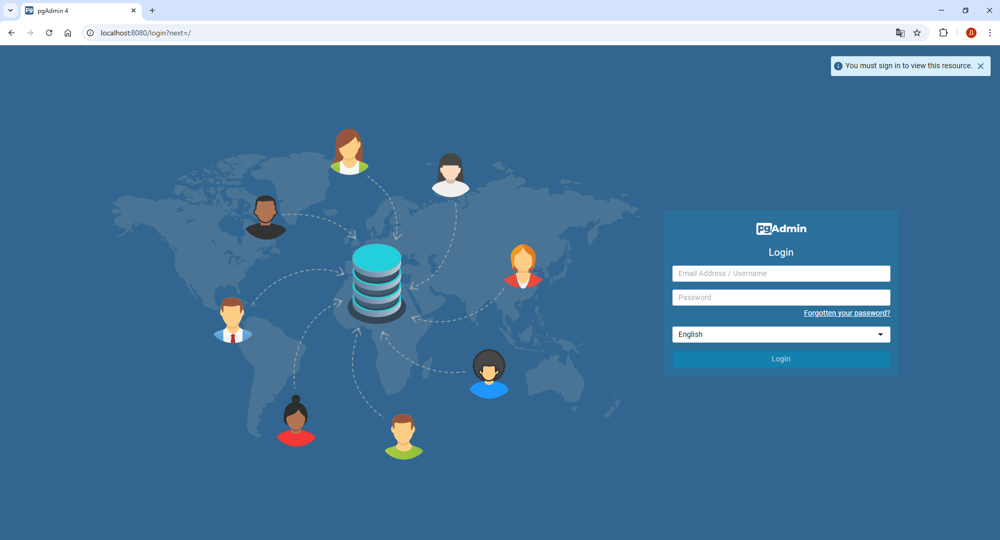 pgAdmin 4
localhost:8080/login?next=/
Д
You must sign in to view this resource.
pgAdmin
Login
Email Address / Username
Password
Forgotten your password?
English
Login